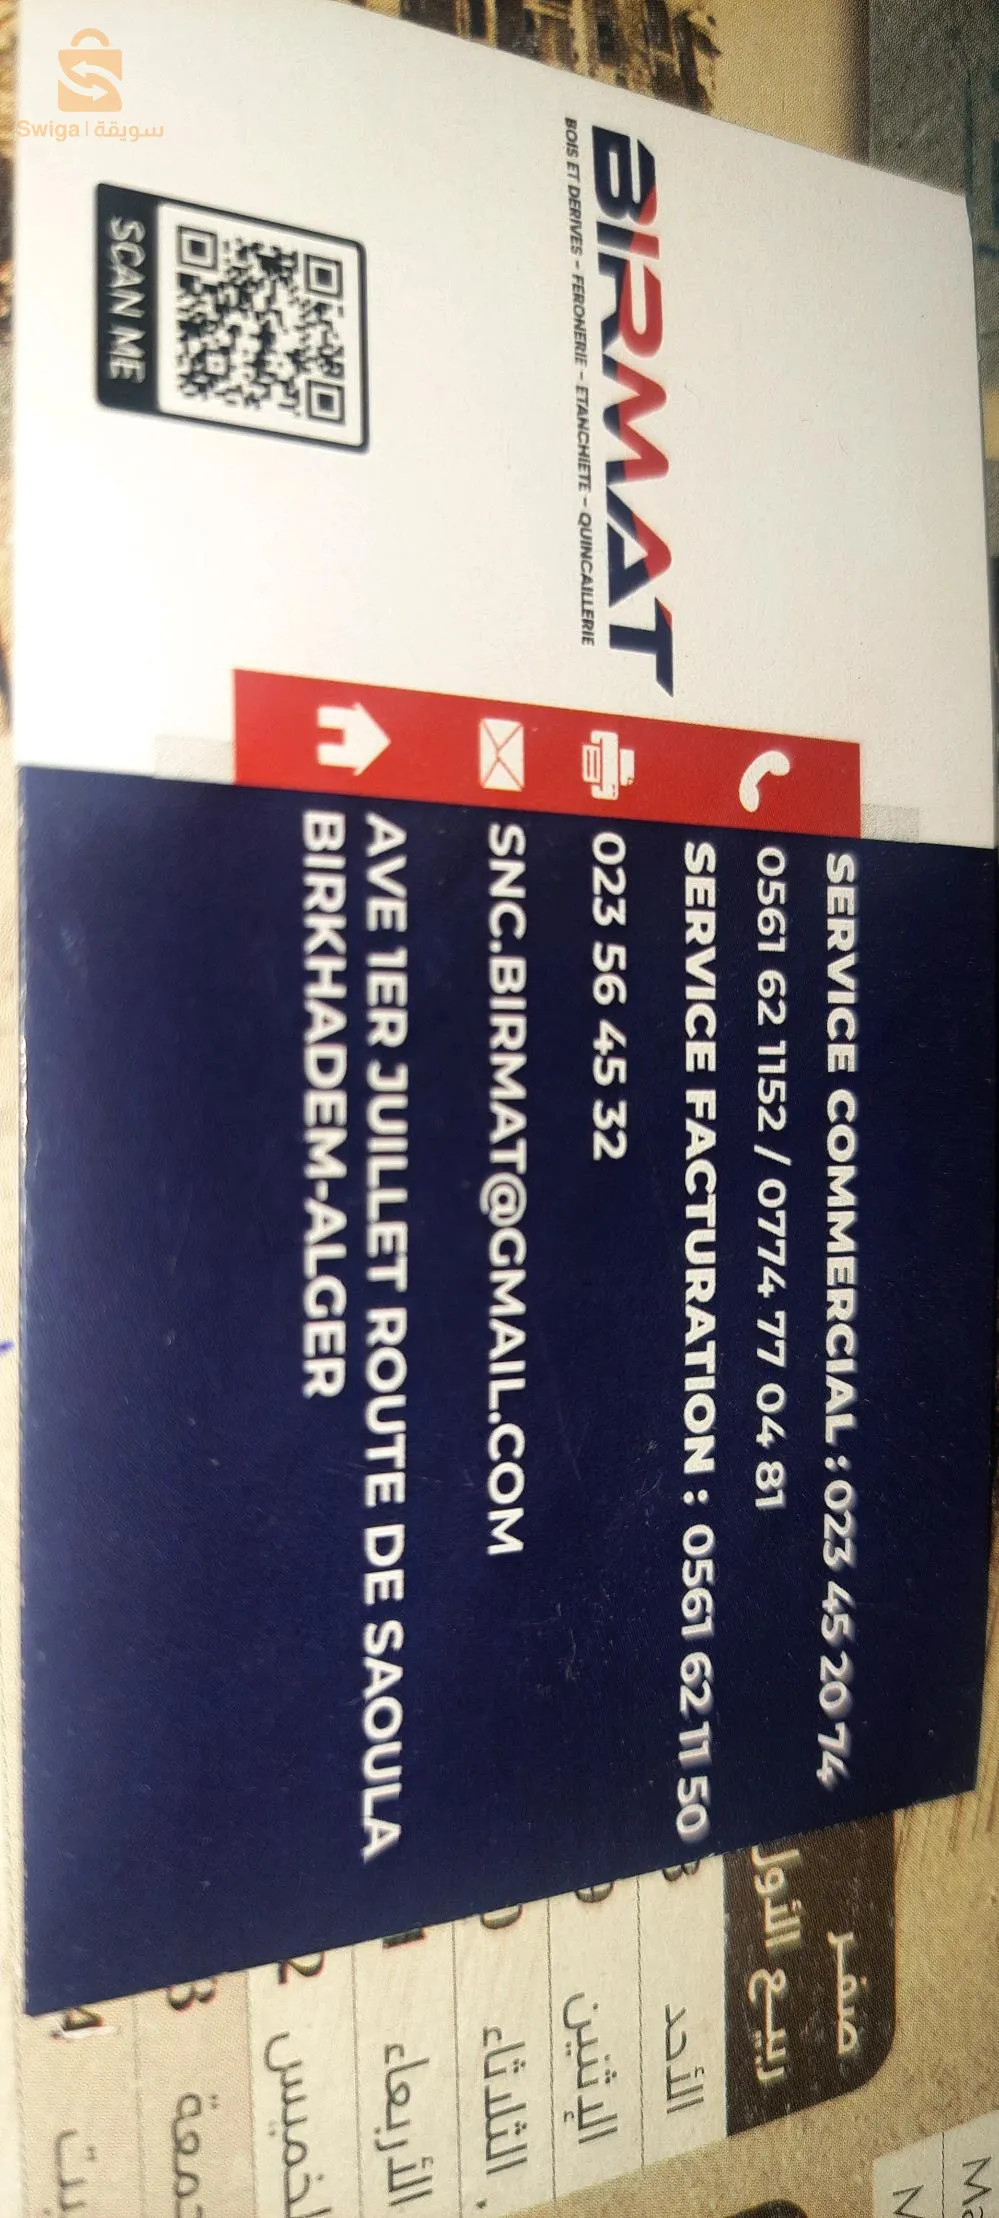 Swiga | سويقة
BIRMAT
BOIS ET DERIVES - FERONERIE - ETANCHIETE - QUINCAILLERIE
SCAN ME
SERVICE COMMERCIAL : 023 45 20 74
0561 62 1152 / 0774 77 04 81
SERVICE FACTURATION : 0561 62 11 50
023 56 45 32
SNC.BIRMAT@GMAIL.COM
AVE 1ER JUILLET ROUTE DE SAOULA
BIRKHADEM-ALGER
صفر
ربيع الأول
الأحد
الإثنين
الثلاثاء
الأربعاء